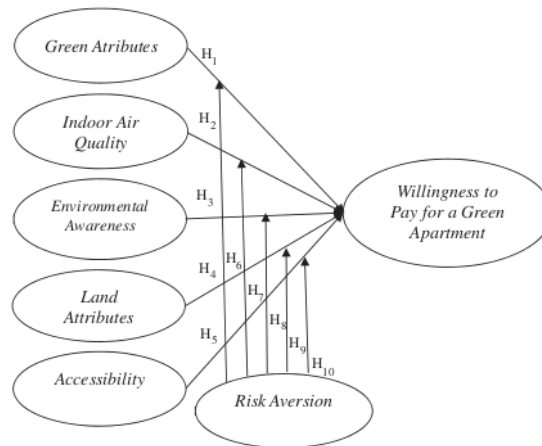 Green Atributes
H1
Indoor Air
Quality
H2
Environmental
Awareness
H3
Willingness to
Pay for a Green
Apartment
Land
Attributes
H4
H6
H7
H5
H8
H9
H10
Accessibility
Risk Aversion